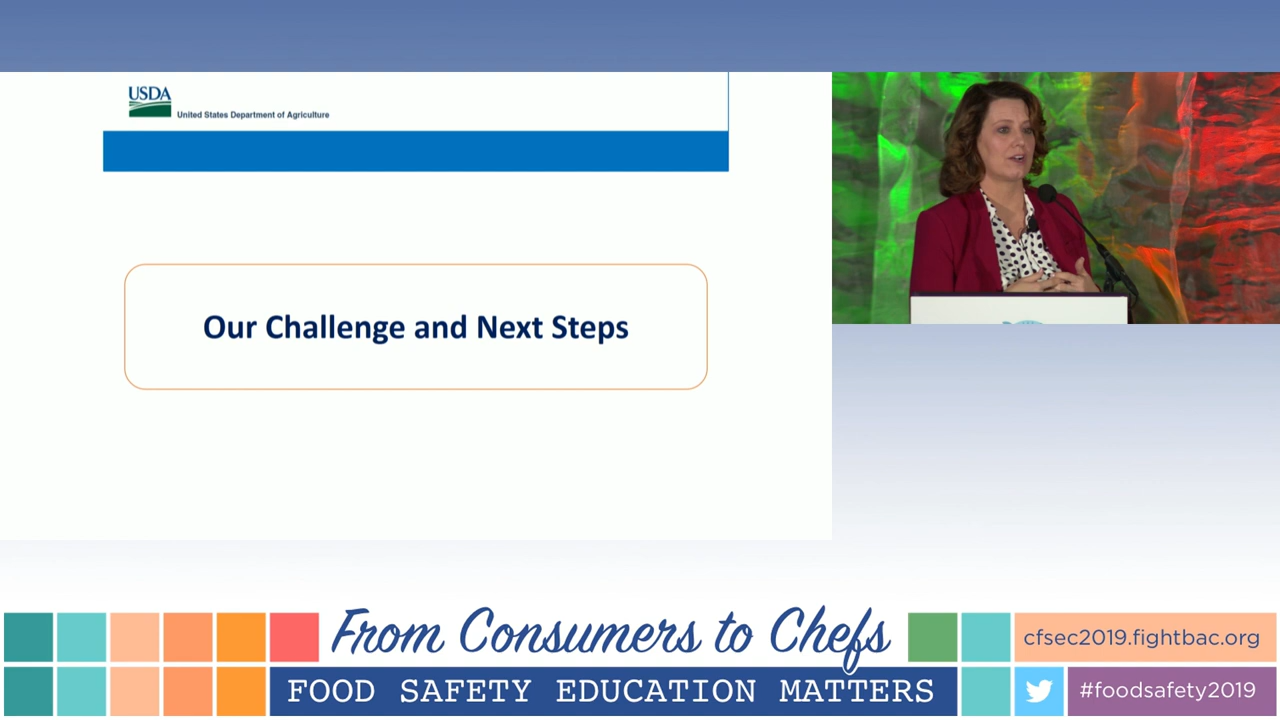 USDA
United States Department of Agriculture
Our Challenge and Next Steps
From Consumers to Chefs
FOOD SAFETY EDUCATION MATTERS
cfsec2019.fightbac.org
#foodsafety2019